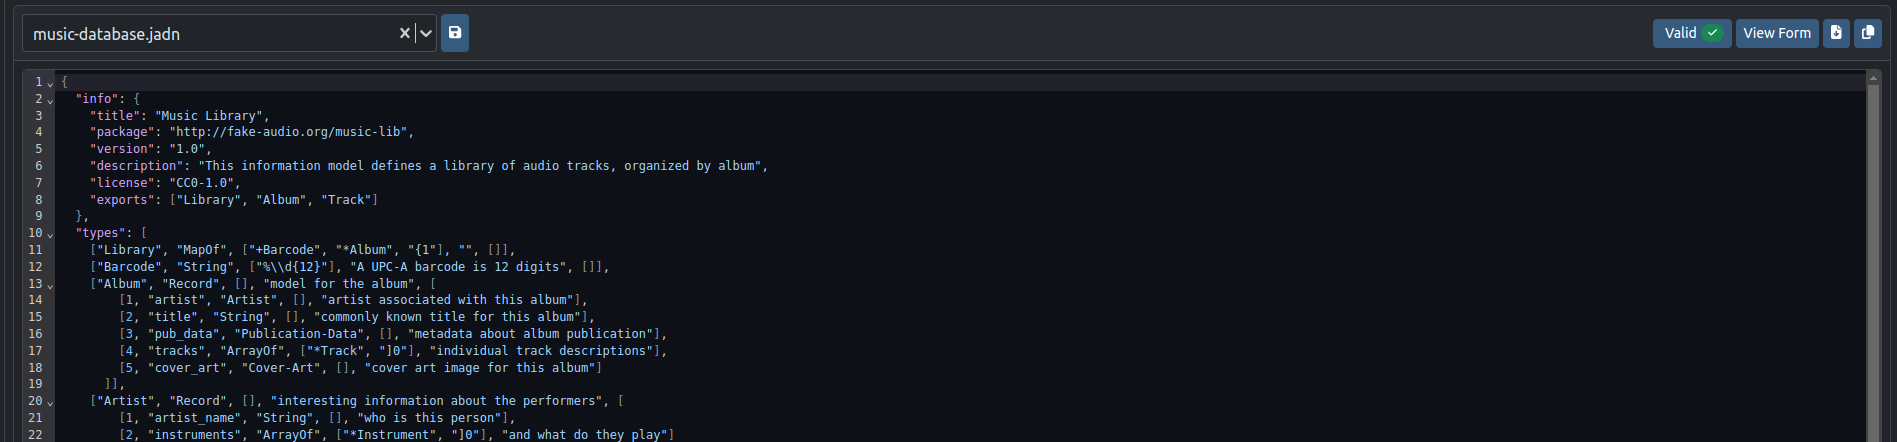 music-database.jadn
Valid View Form
1 {
2 "info": {
3 "title": "Music Library",
4 "package": "http://fake-audio.org/music-lib",
5 "version": "1.0",
6 "description": "This information model defines a library of audio tracks, organized by album",
7 "license": "CC0-1.0",
8 "exports": ["Library", "Album", "Track"]
9 },
10 "types": [
11 ["Library", "MapOf", ["+Barcode", "*Album", "{1"], "", []],
12 ["Barcode", "String", ["%\\d{12}"], "A UPC-A barcode is 12 digits", []],
13 ["Album", "Record", [], "model for the album", [
14 [1, "artist", "Artist", [], "artist associated with this album"],
15 [2, "title", "String", [], "commonly known title for this album"],
16 [3, "pub_data", "Publication-Data", [], "metadata about album publication"],
17 [4, "tracks", "ArrayOf", ["*Track", "]0"], "individual track descriptions"],
18 [5, "cover_art", "Cover-Art", [], "cover art image for this album"]
19 ]],
20 ["Artist", "Record", [], "interesting information about the performers", [
21 [1, "artist_name", "String", [], "who is this person"],
22 [2, "instruments", "ArrayOf", ["*Instrument", "]0"], "and what do they play"]